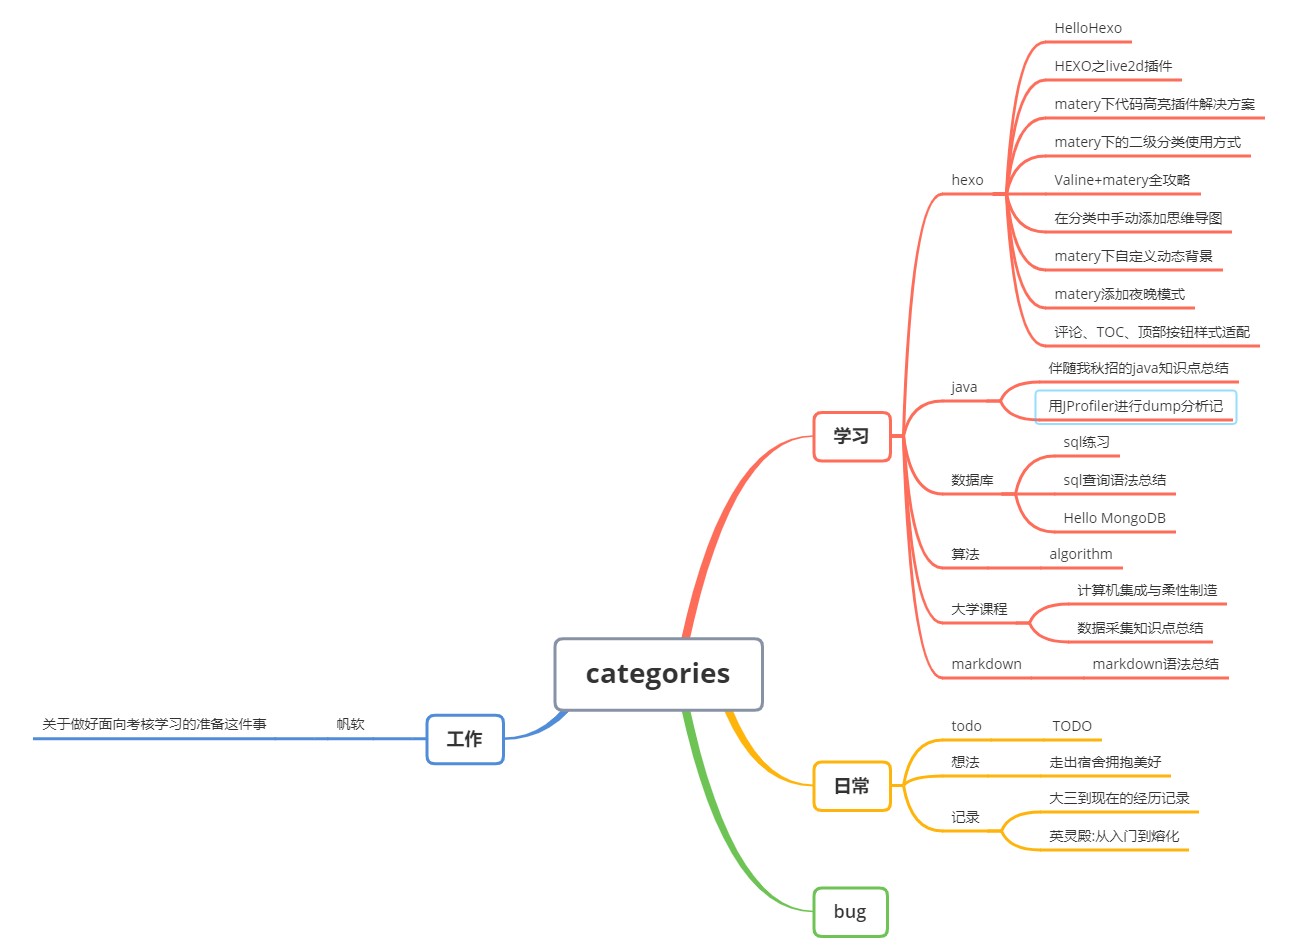 categories
学习
hexo
HelloHexo
HEXO之live2d插件
matery下代码高亮插件解决方案
matery下的二级分类使用方式
Valine+matery全攻略
在分类中手动添加思维导图
matery下自定义动态背景
matery添加夜晚模式
评论、TOC、顶部按钮样式适配
java
伴随我秋招的java知识点总结
用JProfiler进行dump分析记
数据库
sql练习
sql查询语法总结
Hello MongoDB
算法
algorithm
大学课程
计算机集成与柔性制造
数据采集知识点总结
markdown
markdown语法总结
日常
todo
TODO
想法
走出宿舍拥抱美好
记录
大三到现在的经历记录
英灵殿:从入门到熔化
bug
工作
帆软
关于做好面向考核学习的准备这件事